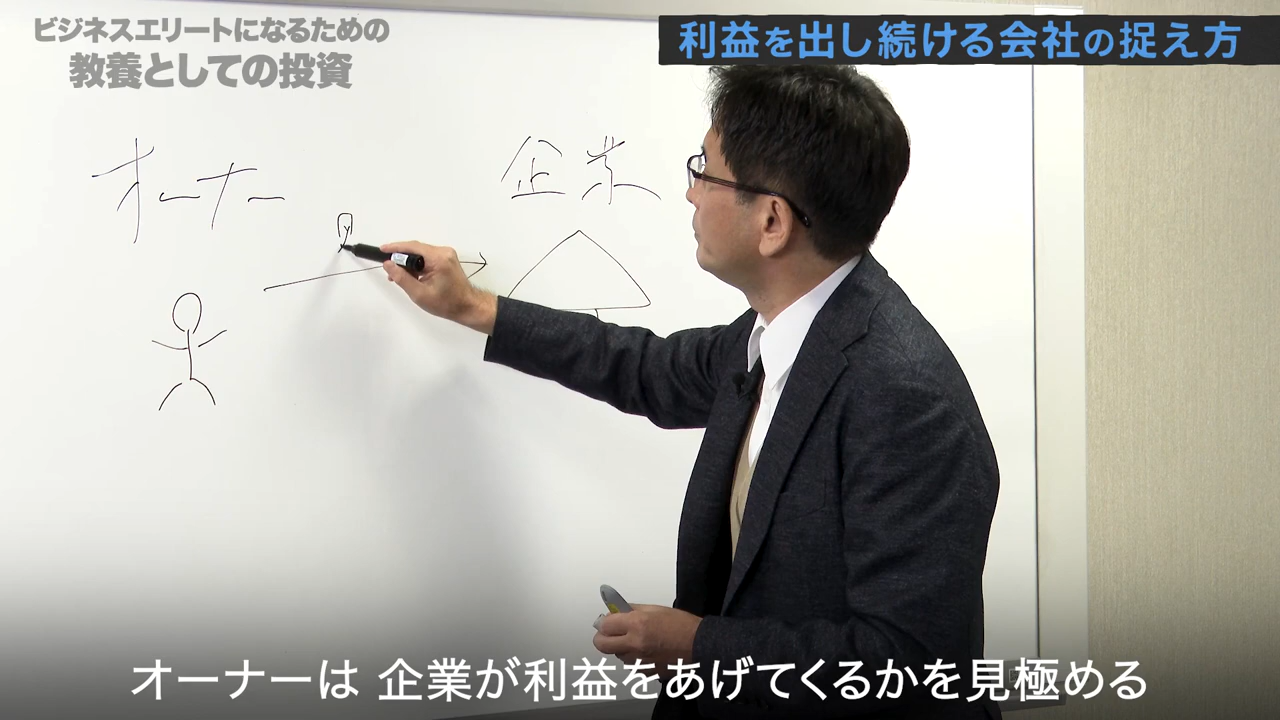 ビジネスエリートになるための
教養としての投資
利益を出し続ける会社の捉え方
オーナー
企業
オーナーは 企業が利益をあげてくるかを見極める